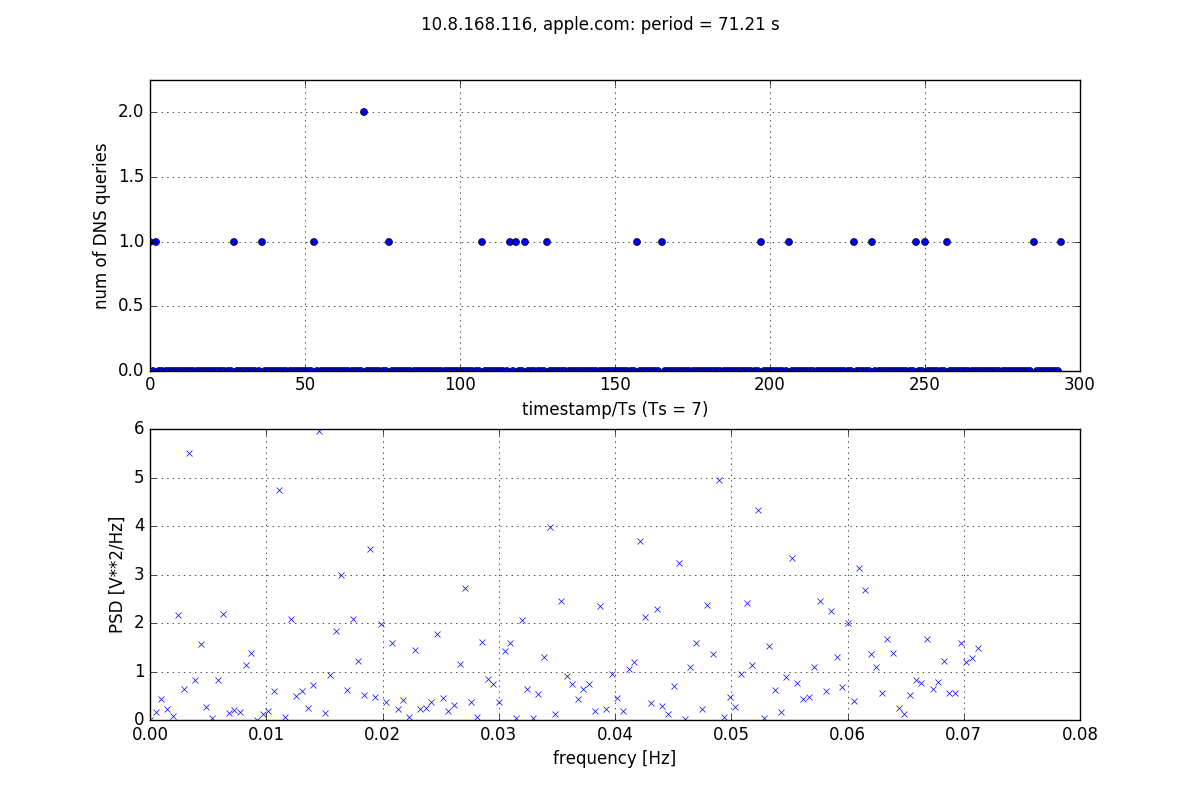 10.8.168.116, apple.com: period = 71.21 s
2.0
1.5
1.0
0.5
0.0
num of DNS queries
0 50 100 150 200 250 300
timestamp/Ts (Ts = 7)
6
5
4
3
2
1
0
PSD [V**2/Hz]
0.00 0.01 0.02 0.03 0.04 0.05 0.06 0.07 0.08
frequency [Hz]